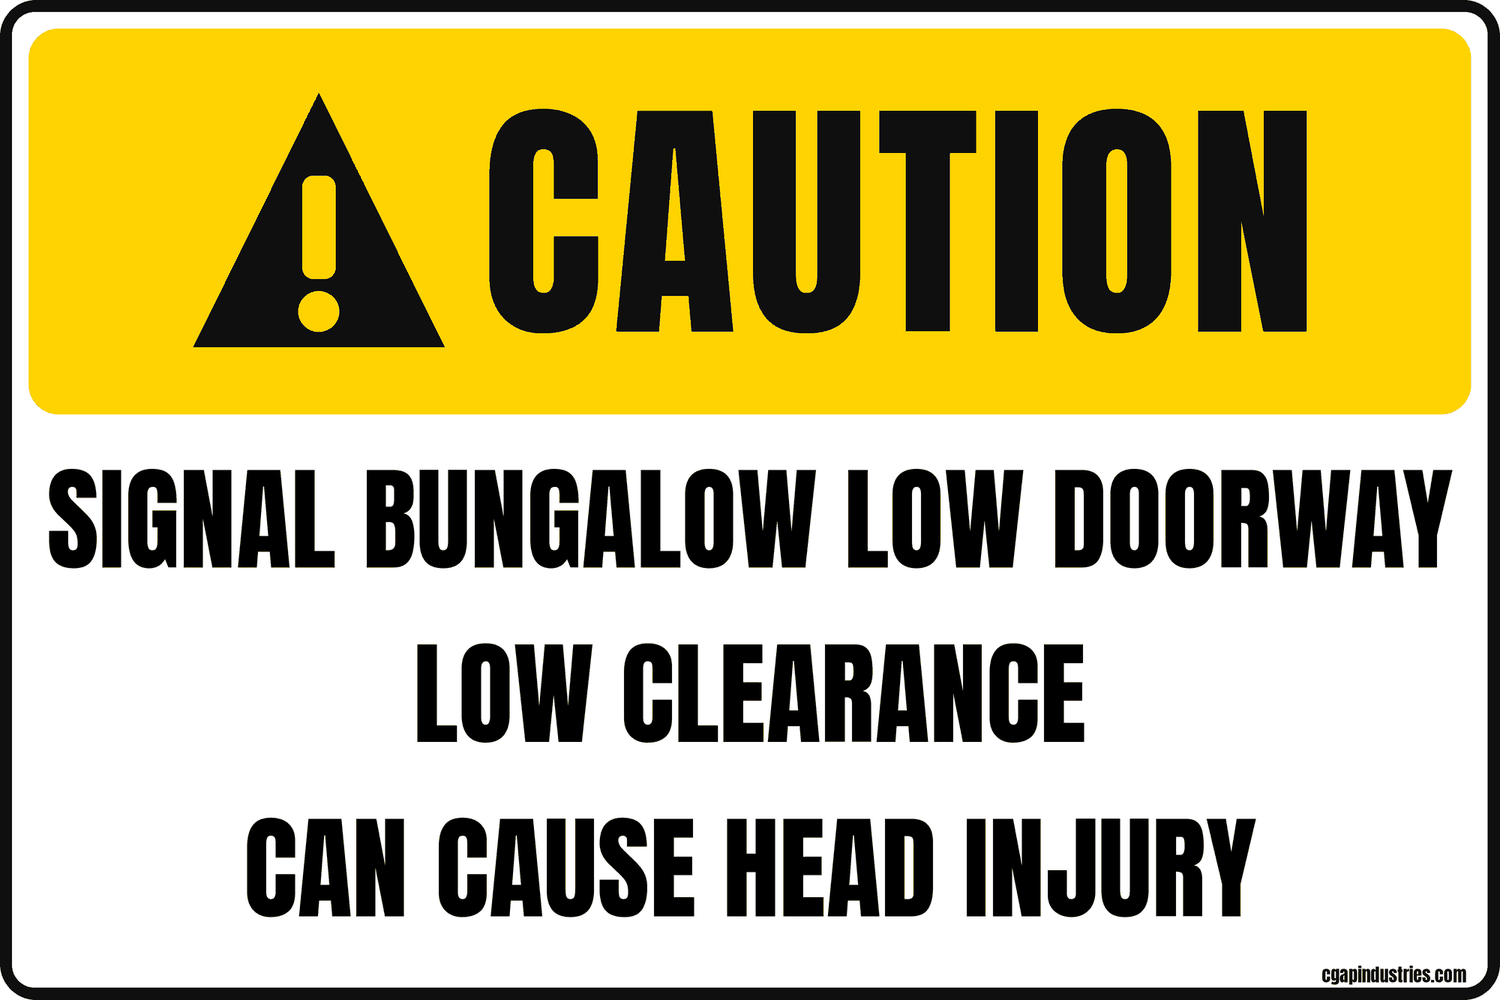 CAUTION
SIGNAL BUNGALOW LOW DOORWAY
LOW CLEARANCE
CAN CAUSE HEAD INJURY
cgapindustries.com